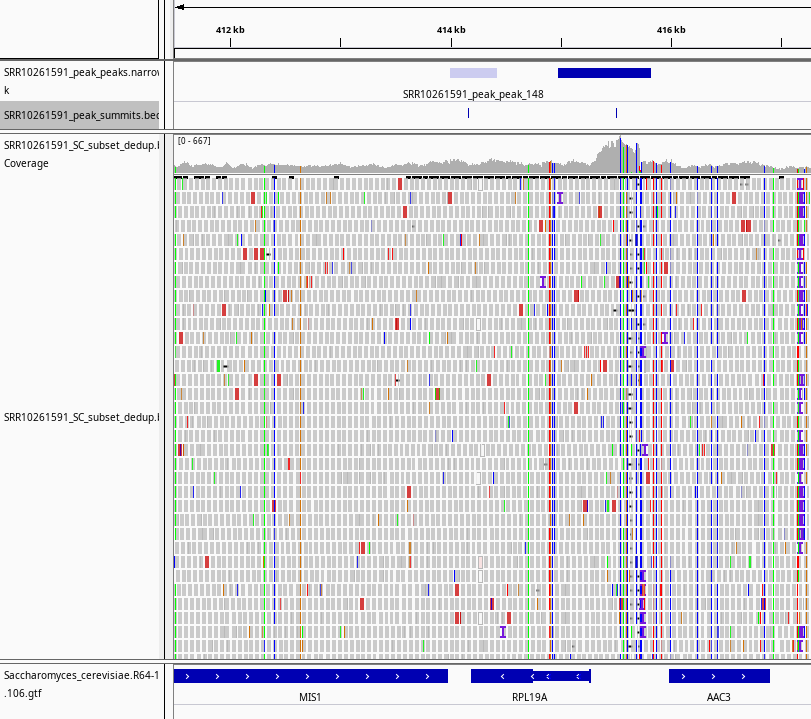 412 kb 414 kb 416 kb
SRR10261591_peak_peaks.narrov
k
SRR10261591_peak_peak_148
SRR10261591_peak_summits.bec
SRR10261591_SC_subset_dedup.l
Coverage
[0 - 667]
SRR10261591_SC_subset_dedup.l
Saccharomyces_cerevisiae.R64-1
.106.gtf
MIS1 RPL19A AAC3